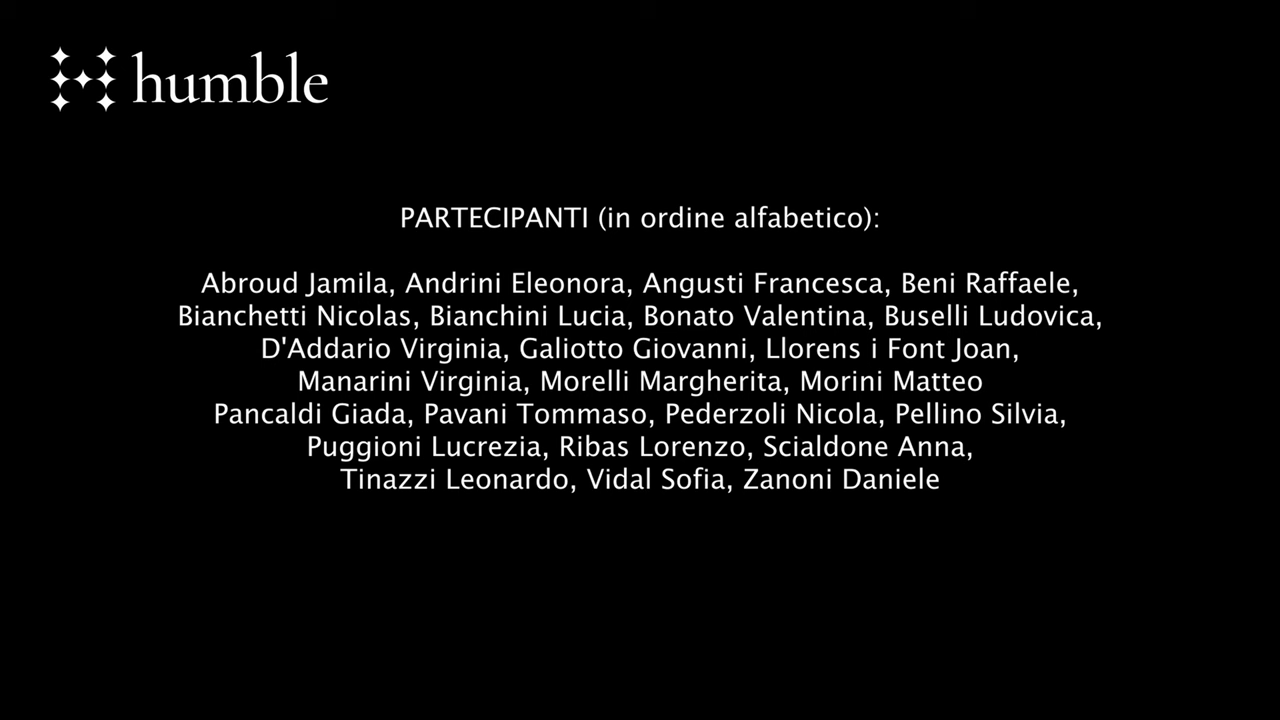 humble
PARTECIPANTI (in ordine alfabetico):
Abroud Jamila, Andrini Eleonora, Angusti Francesca, Beni Raffaele,
Bianchetti Nicolas, Bianchini Lucia, Bonato Valentina, Buselli Ludovica,
D'Addario Virginia, Galiotto Giovanni, Llorens i Font Joan,
Manarini Virginia, Morelli Margherita, Morini Matteo
Pancaldi Giada, Pavani Tommaso, Pederzoli Nicola, Pellino Silvia,
Puggioni Lucrezia, Ribas Lorenzo, Scialdone Anna,
Tinazzi Leonardo, Vidal Sofia, Zanoni Daniele